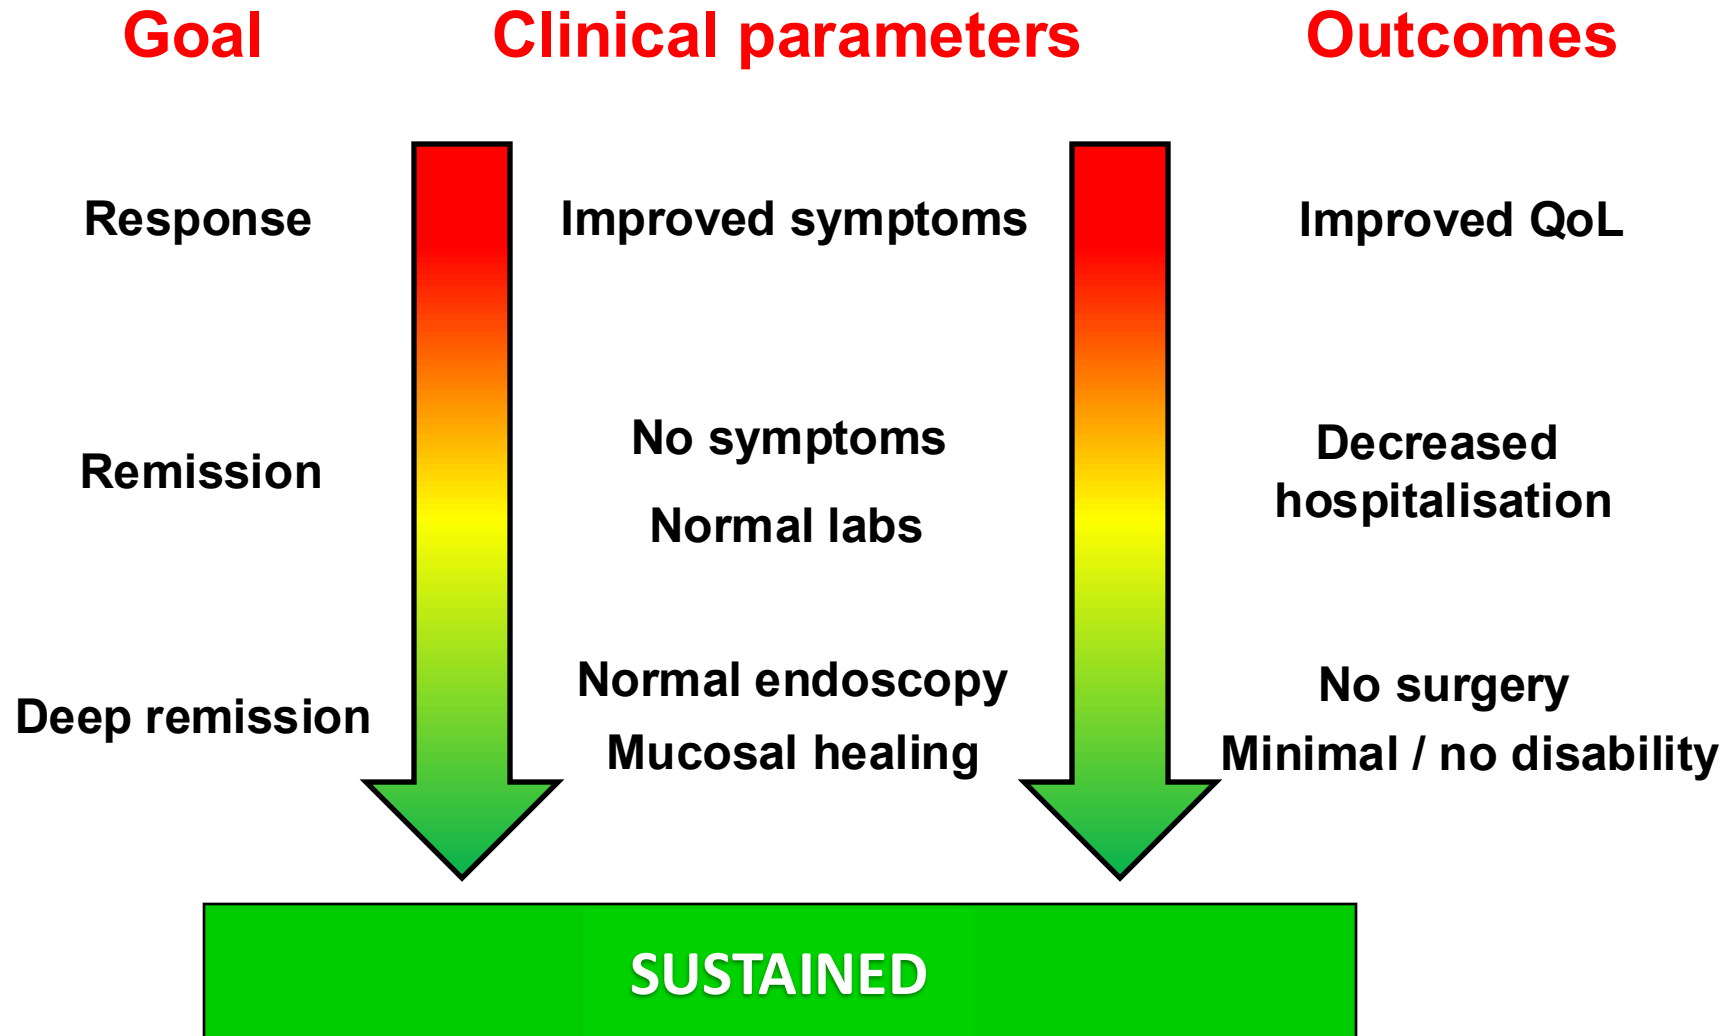 Goal
Clinical parameters
Outcomes
Response
Improved symptoms
Improved QoL
Remission
No symptoms
Normal labs
Decreased
hospitalisation
Deep remission
Normal endoscopy
Mucosal healing
No surgery
Minimal / no disability
SUSTAINED